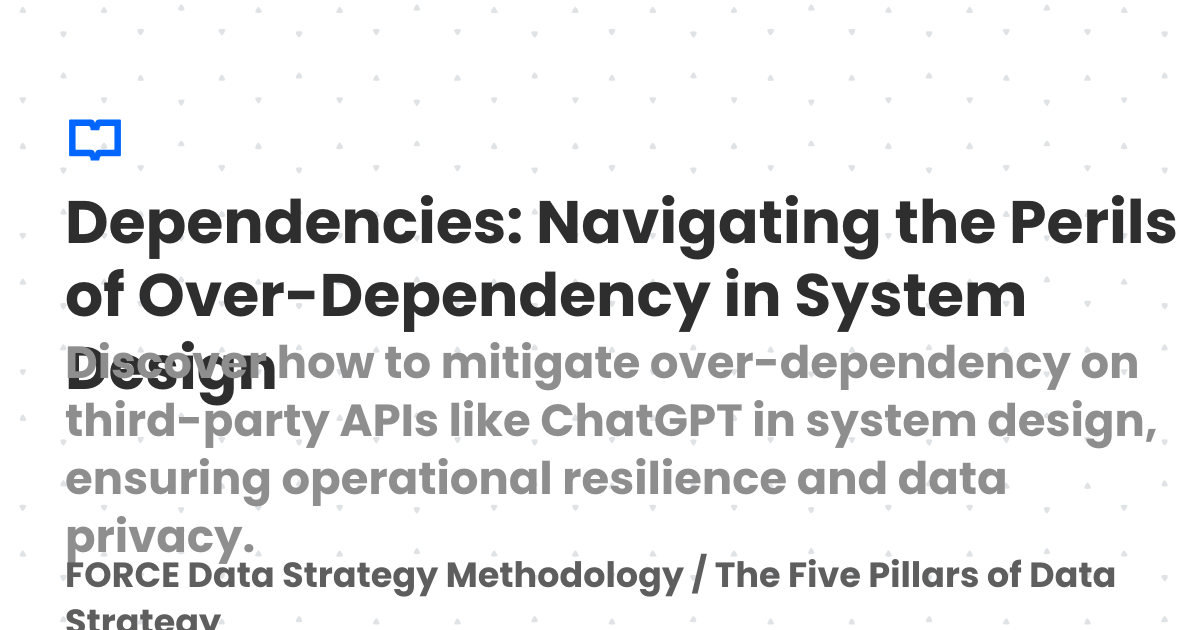 Dependencies: Navigating the Perils
of Over-Dependency in System
Design
Discover how to mitigate over-dependency on
third-party APIs like ChatGPT in system design,
ensuring operational resilience and data
privacy.
FORCE Data Strategy Methodology / The Five Pillars of Data
Strategy